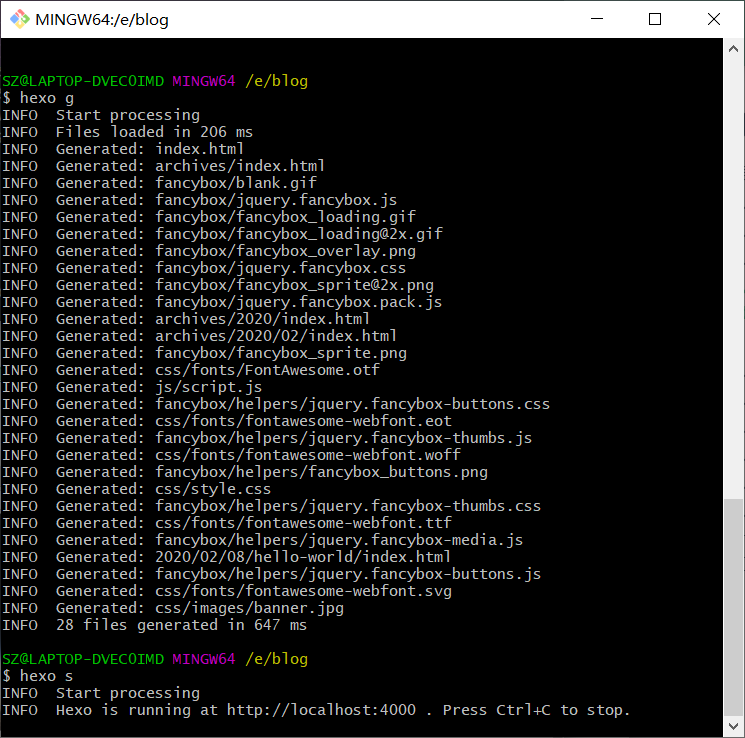 MINGW64:/e/blog
SZ@LAPTOP-DVEC0IMD MINGW64 /e/blog
$ hexo g
INFO  Start processing
INFO  Files loaded in 206 ms
INFO  Generated: index.html
INFO  Generated: archives/index.html
INFO  Generated: fancybox/blank.gif
INFO  Generated: fancybox/jquery.fancybox.js
INFO  Generated: fancybox/fancybox_loading.gif
INFO  Generated: fancybox/fancybox_loading@2x.gif
INFO  Generated: fancybox/fancybox_overlay.png
INFO  Generated: fancybox/jquery.fancybox.css
INFO  Generated: fancybox/fancybox_sprite@2x.png
INFO  Generated: fancybox/jquery.fancybox.pack.js
INFO  Generated: archives/2020/index.html
INFO  Generated: archives/2020/02/index.html
INFO  Generated: fancybox/fancybox_sprite.png
INFO  Generated: css/fonts/FontAwesome.otf
INFO  Generated: js/script.js
INFO  Generated: fancybox/helpers/jquery.fancybox-buttons.css
INFO  Generated: css/fonts/fontawesome-webfont.eot
INFO  Generated: fancybox/helpers/jquery.fancybox-thumbs.js
INFO  Generated: css/fonts/fontawesome-webfont.woff
INFO  Generated: fancybox/helpers/fancybox_buttons.png
INFO  Generated: css/style.css
INFO  Generated: fancybox/helpers/jquery.fancybox-thumbs.css
INFO  Generated: css/fonts/fontawesome-webfont.ttf
INFO  Generated: fancybox/helpers/jquery.fancybox-media.js
INFO  Generated: 2020/02/08/hello-world/index.html
INFO  Generated: fancybox/helpers/jquery.fancybox-buttons.js
INFO  Generated: css/fonts/fontawesome-webfont.svg
INFO  Generated: css/images/banner.jpg
INFO  28 files generated in 647 ms
SZ@LAPTOP-DVEC0IMD MINGW64 /e/blog
$ hexo s
INFO  Start processing
INFO  Hexo is running at http://localhost:4000 . Press Ctrl+C to stop.